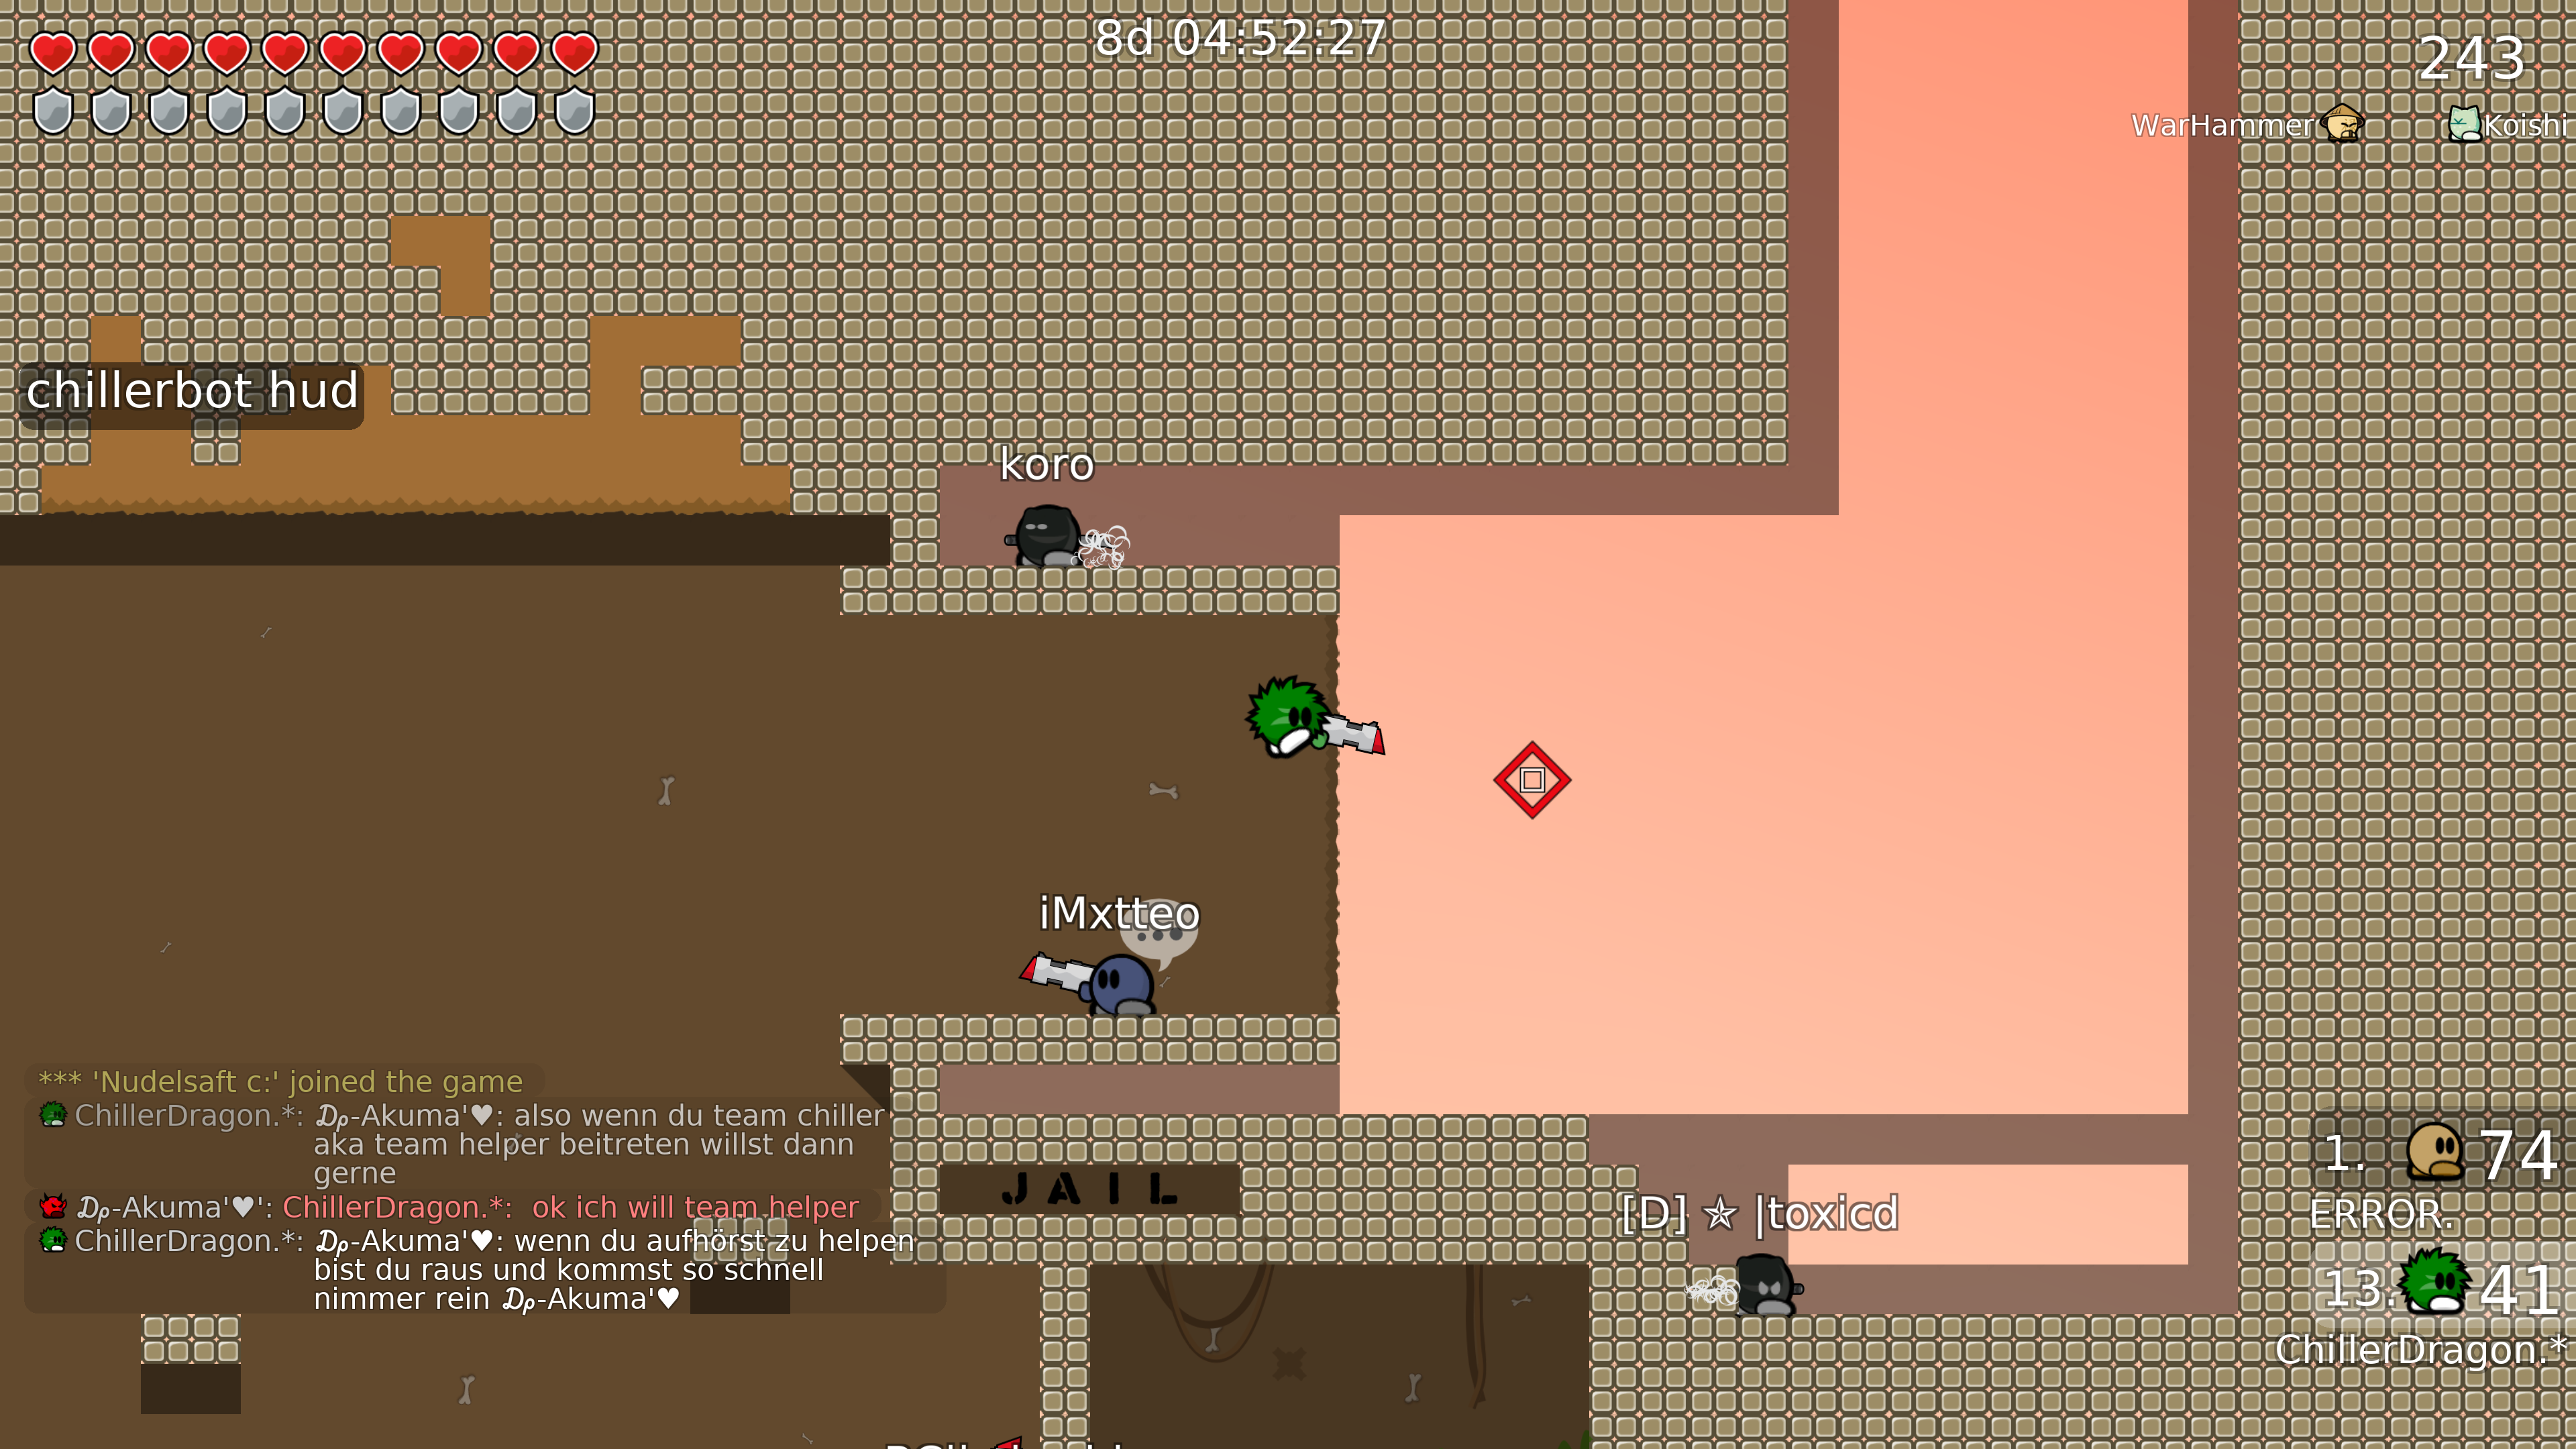 8d 04:52:27
243
WarHammer Koishi
chillerbot hud
koro
iMxtteo
*** 'Nudelsaft c:' joined the game
ChillerDragon.*: 𝒟ρ-Akuma'♥: also wenn du team chiller
aka team helper beitreten willst dann
gerne
𝒟ρ-Akuma'♥': ChillerDragon.*: ok ich will team helper
ChillerDragon.*: 𝒟ρ-Akuma'♥: wenn du aufhörst zu helpen
bist du raus und kommst so schnell
nimmer rein 𝒟ρ-Akuma'♥
JAIL
[D] ✯ |toxicd
1. 74
ERROR.
13. 41
ChillerDragon.*